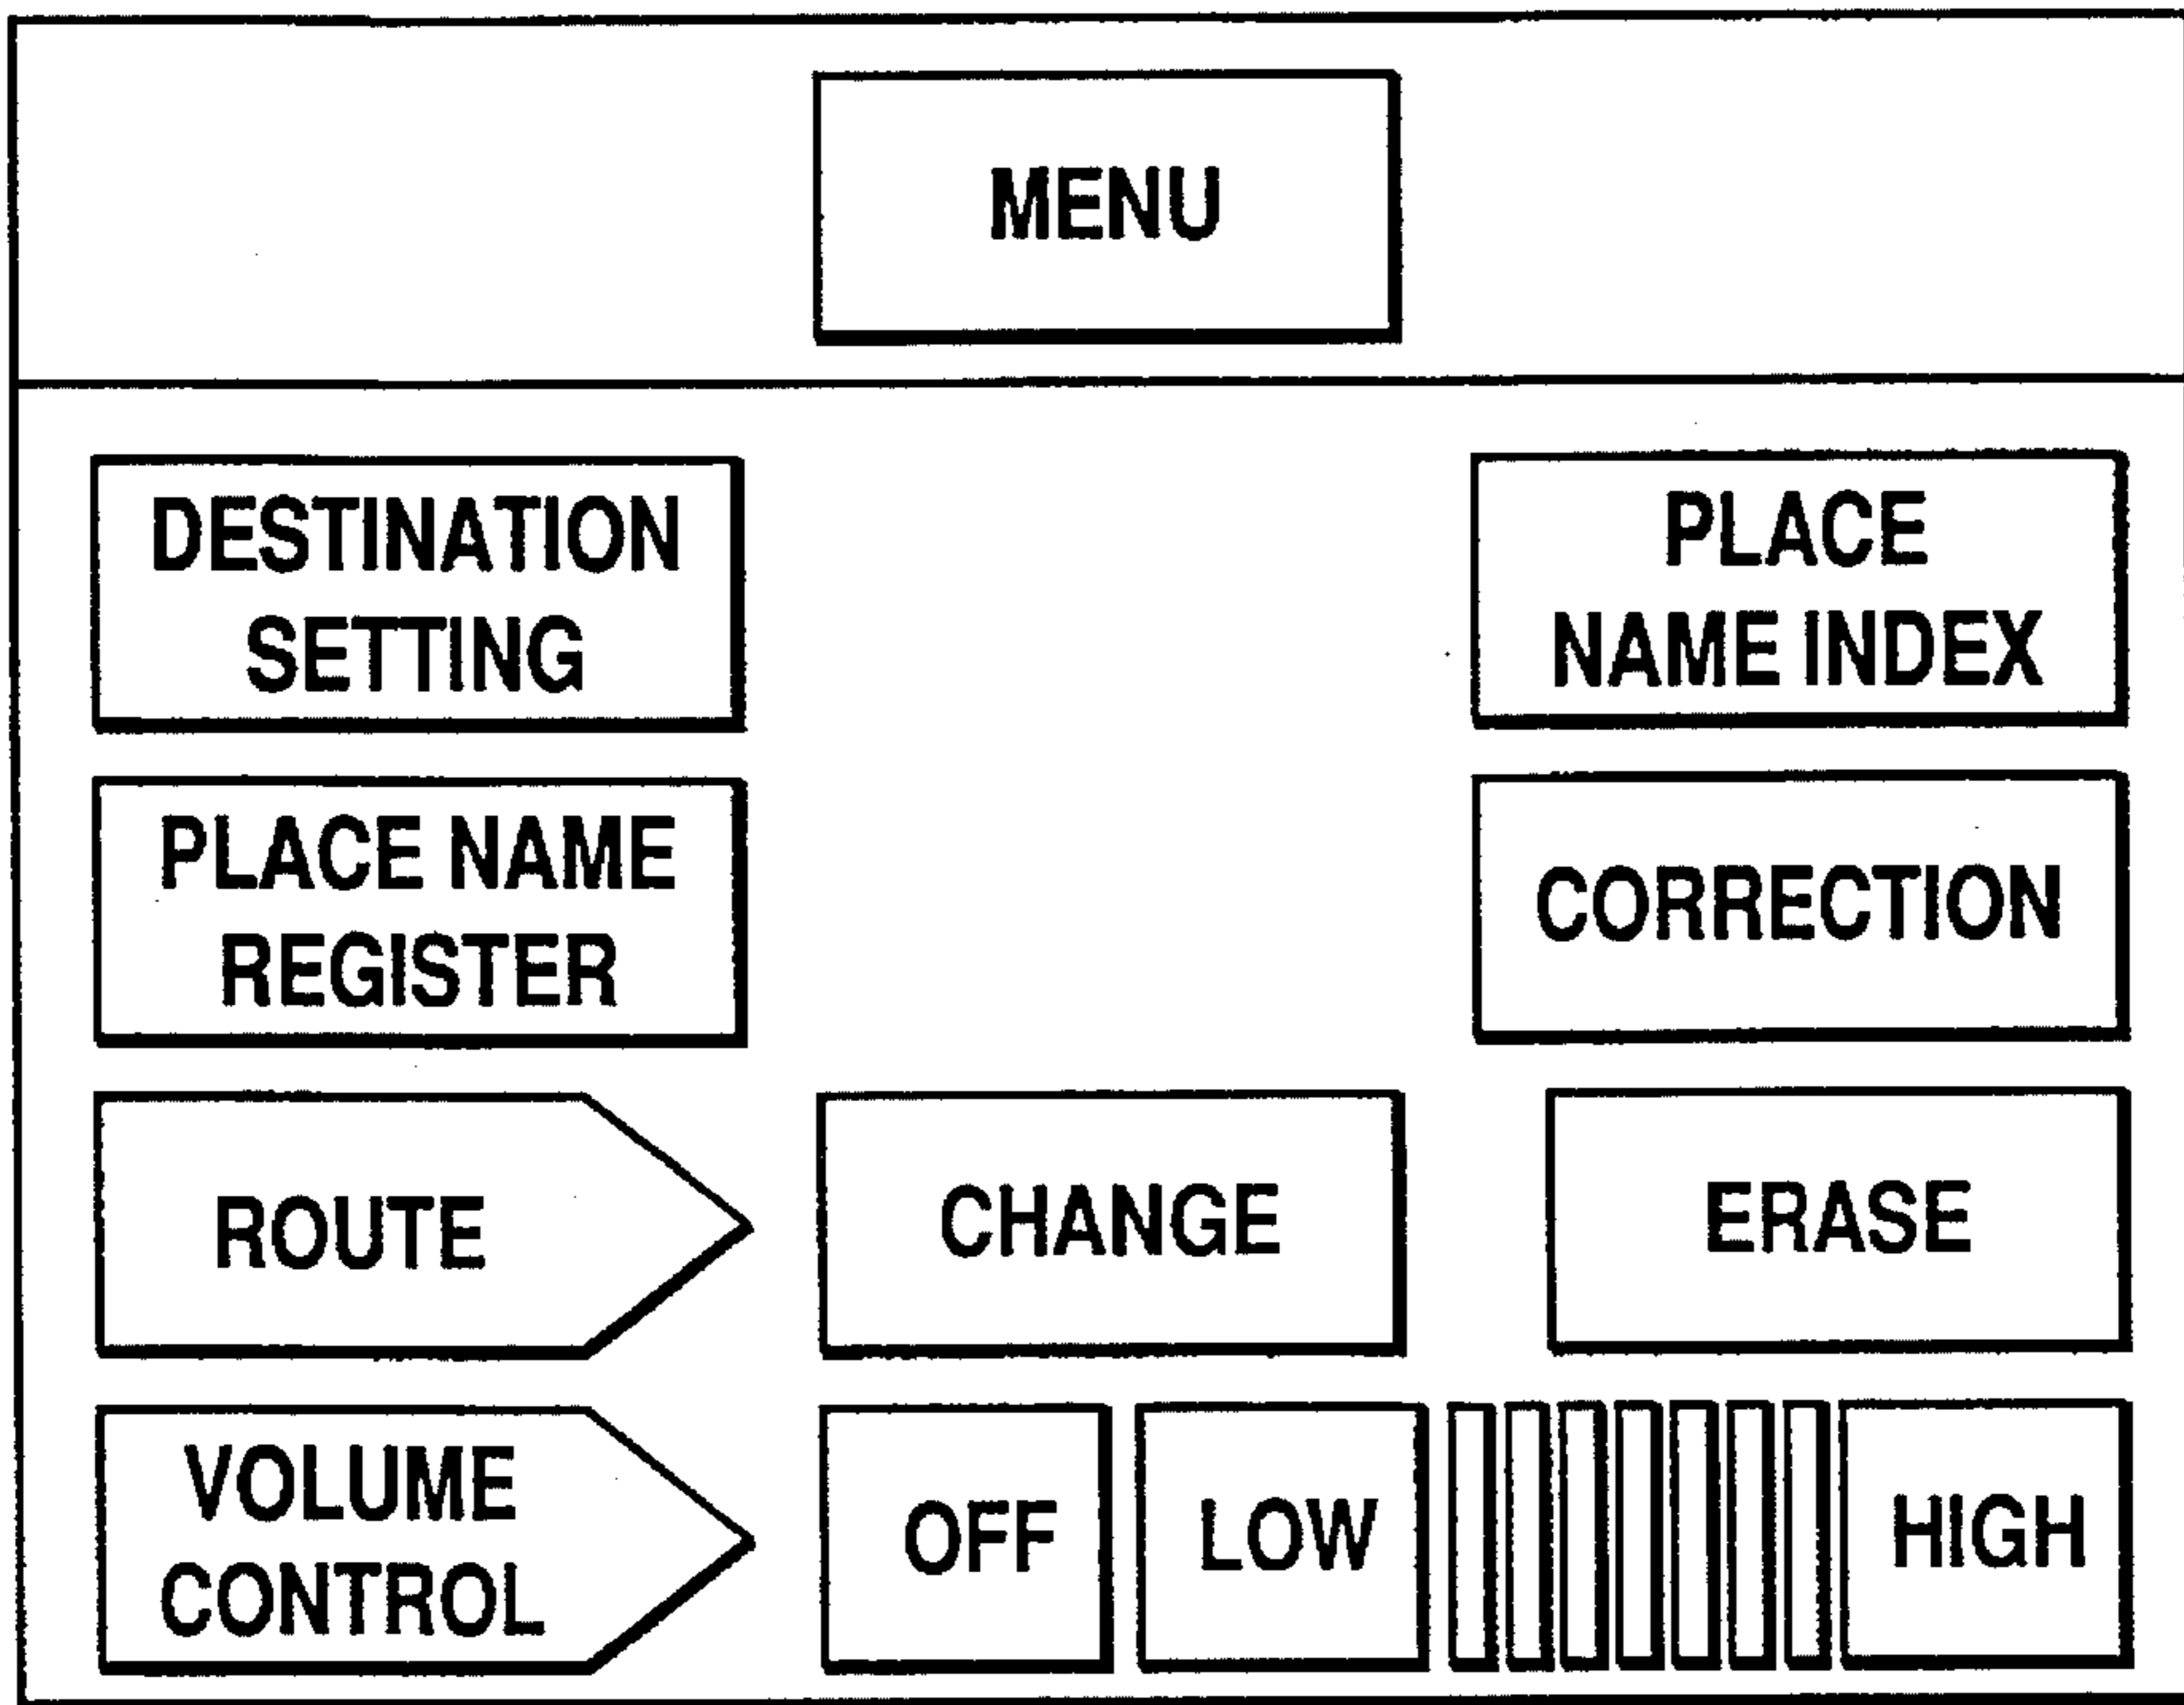 MENU
DESTINATION
SETTING
PLACE
NAME INDEX
PLACE NAME
REGISTER
CORRECTION
ROUTE
CHANGE
ERASE
VOLUME
CONTROL
OFF
LOW
HIGH